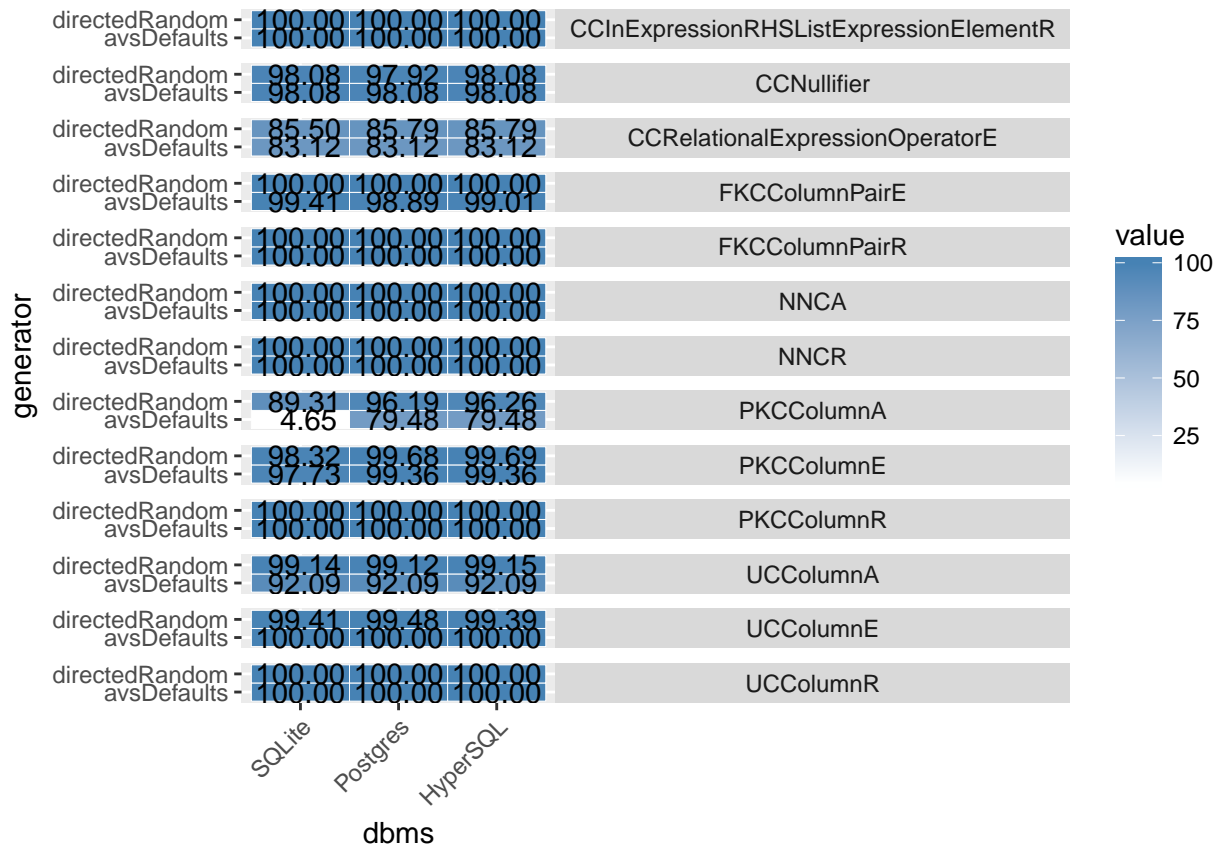 directedRandom 100.00 100.00 100.00 CCInExpressionRHSListExpressionElementR
avsDefaults 100.00 100.00 100.00
directedRandom 98.08 97.92 98.08 CCNullifier
avsDefaults 98.08 98.08 98.08
directedRandom 85.50 85.79 85.79 CCRelationalExpressionOperatorE
avsDefaults 83.12 83.12 83.12
directedRandom 100.00 100.00 100.00 FKCColumnPairE
avsDefaults 99.41 98.89 99.01
directedRandom 100.00 100.00 100.00 FKCColumnPairR
avsDefaults 100.00 100.00 100.00
directedRandom 100.00 100.00 100.00 NNCA
avsDefaults 100.00 100.00 100.00
directedRandom 100.00 100.00 100.00 NNCR
avsDefaults 100.00 100.00 100.00
directedRandom 89.31 96.19 96.26 PKCColumnA
avsDefaults 4.65 79.48 79.48
directedRandom 98.32 99.68 99.69 PKCColumnE
avsDefaults 97.73 99.36 99.36
directedRandom 100.00 100.00 100.00 PKCColumnR
avsDefaults 100.00 100.00 100.00
directedRandom 99.14 99.12 99.15 UCColumnA
avsDefaults 92.09 92.09 92.09
directedRandom 99.41 99.48 99.39 UCColumnE
avsDefaults 100.00 100.00 100.00
directedRandom 100.00 100.00 100.00 UCColumnR
avsDefaults 100.00 100.00 100.00
generator
SQLite Postgres HyperSQL
dbms
value
100
75
50
25